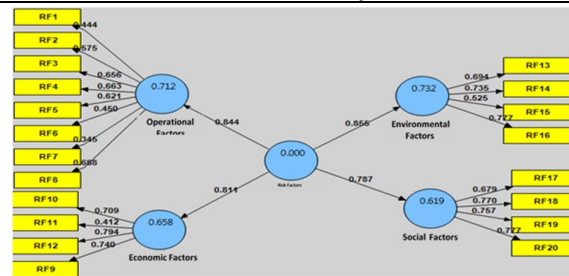 RF1
RF2
RF3
RF4
RF5
RF6
RF7
RF8
RF10
RF11
RF12
RF9
0.444
0.575
0.656
0.663
0.621
0.450
0.345
0.688
0.709
0.412
0.794
0.740
0.712
Operational
Factors
0.844
0.811
0.658
Economic Factors
0.000
Risk Factors
0.855
0.787
0.732
Environmental
Factors
0.619
Social Factors
0.694
0.735
0.525
0.777
0.679
0.770
0.757
0.777
RF13
RF14
RF15
RF16
RF17
RF18
RF19
RF20